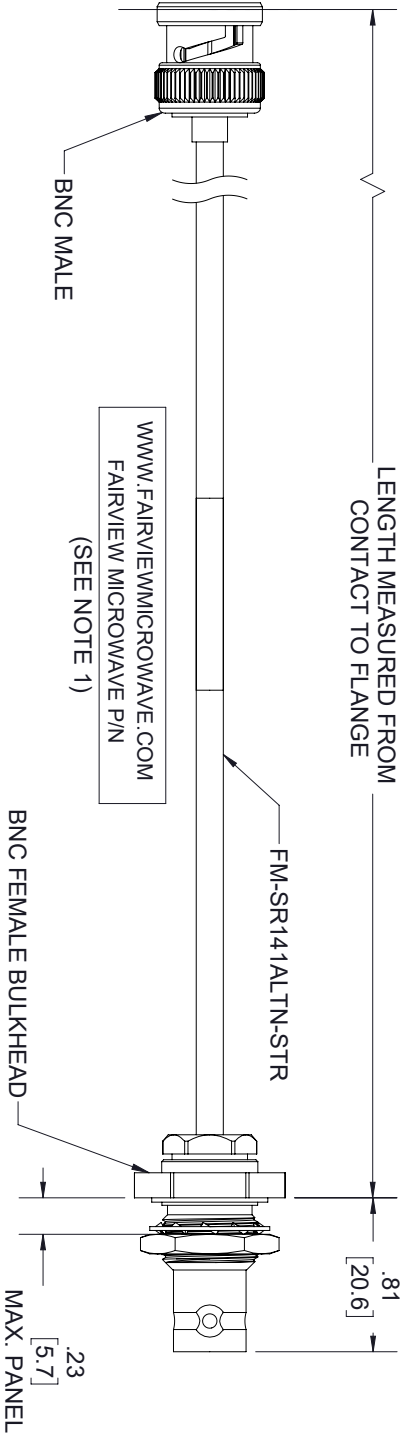 LENGTH MEASURED FROM
CONTACT TO FLANGE
.81
[20.6]
BNC MALE
FM-SR141ALTN-STR
WWW.FAIRVIEWMICROWAVE.COM
FAIRVIEW MICROWAVE P/N
(SEE NOTE 1)
BNC FEMALE BULKHEAD
.23
[5.7]
MAX. PANEL